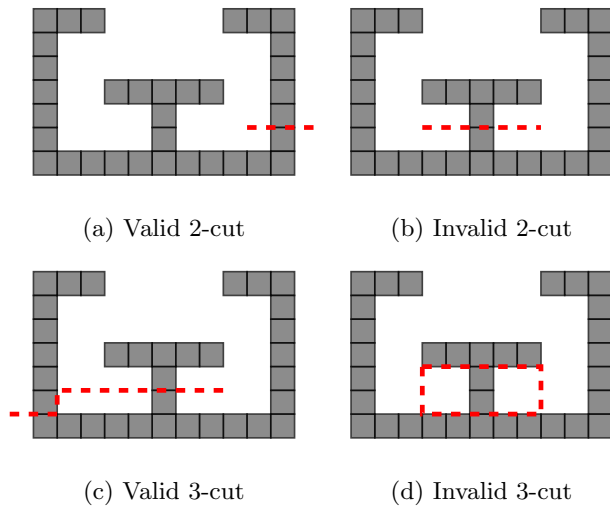 (a) Valid 2-cut
(b) Invalid 2-cut
(c) Valid 3-cut
(d) Invalid 3-cut